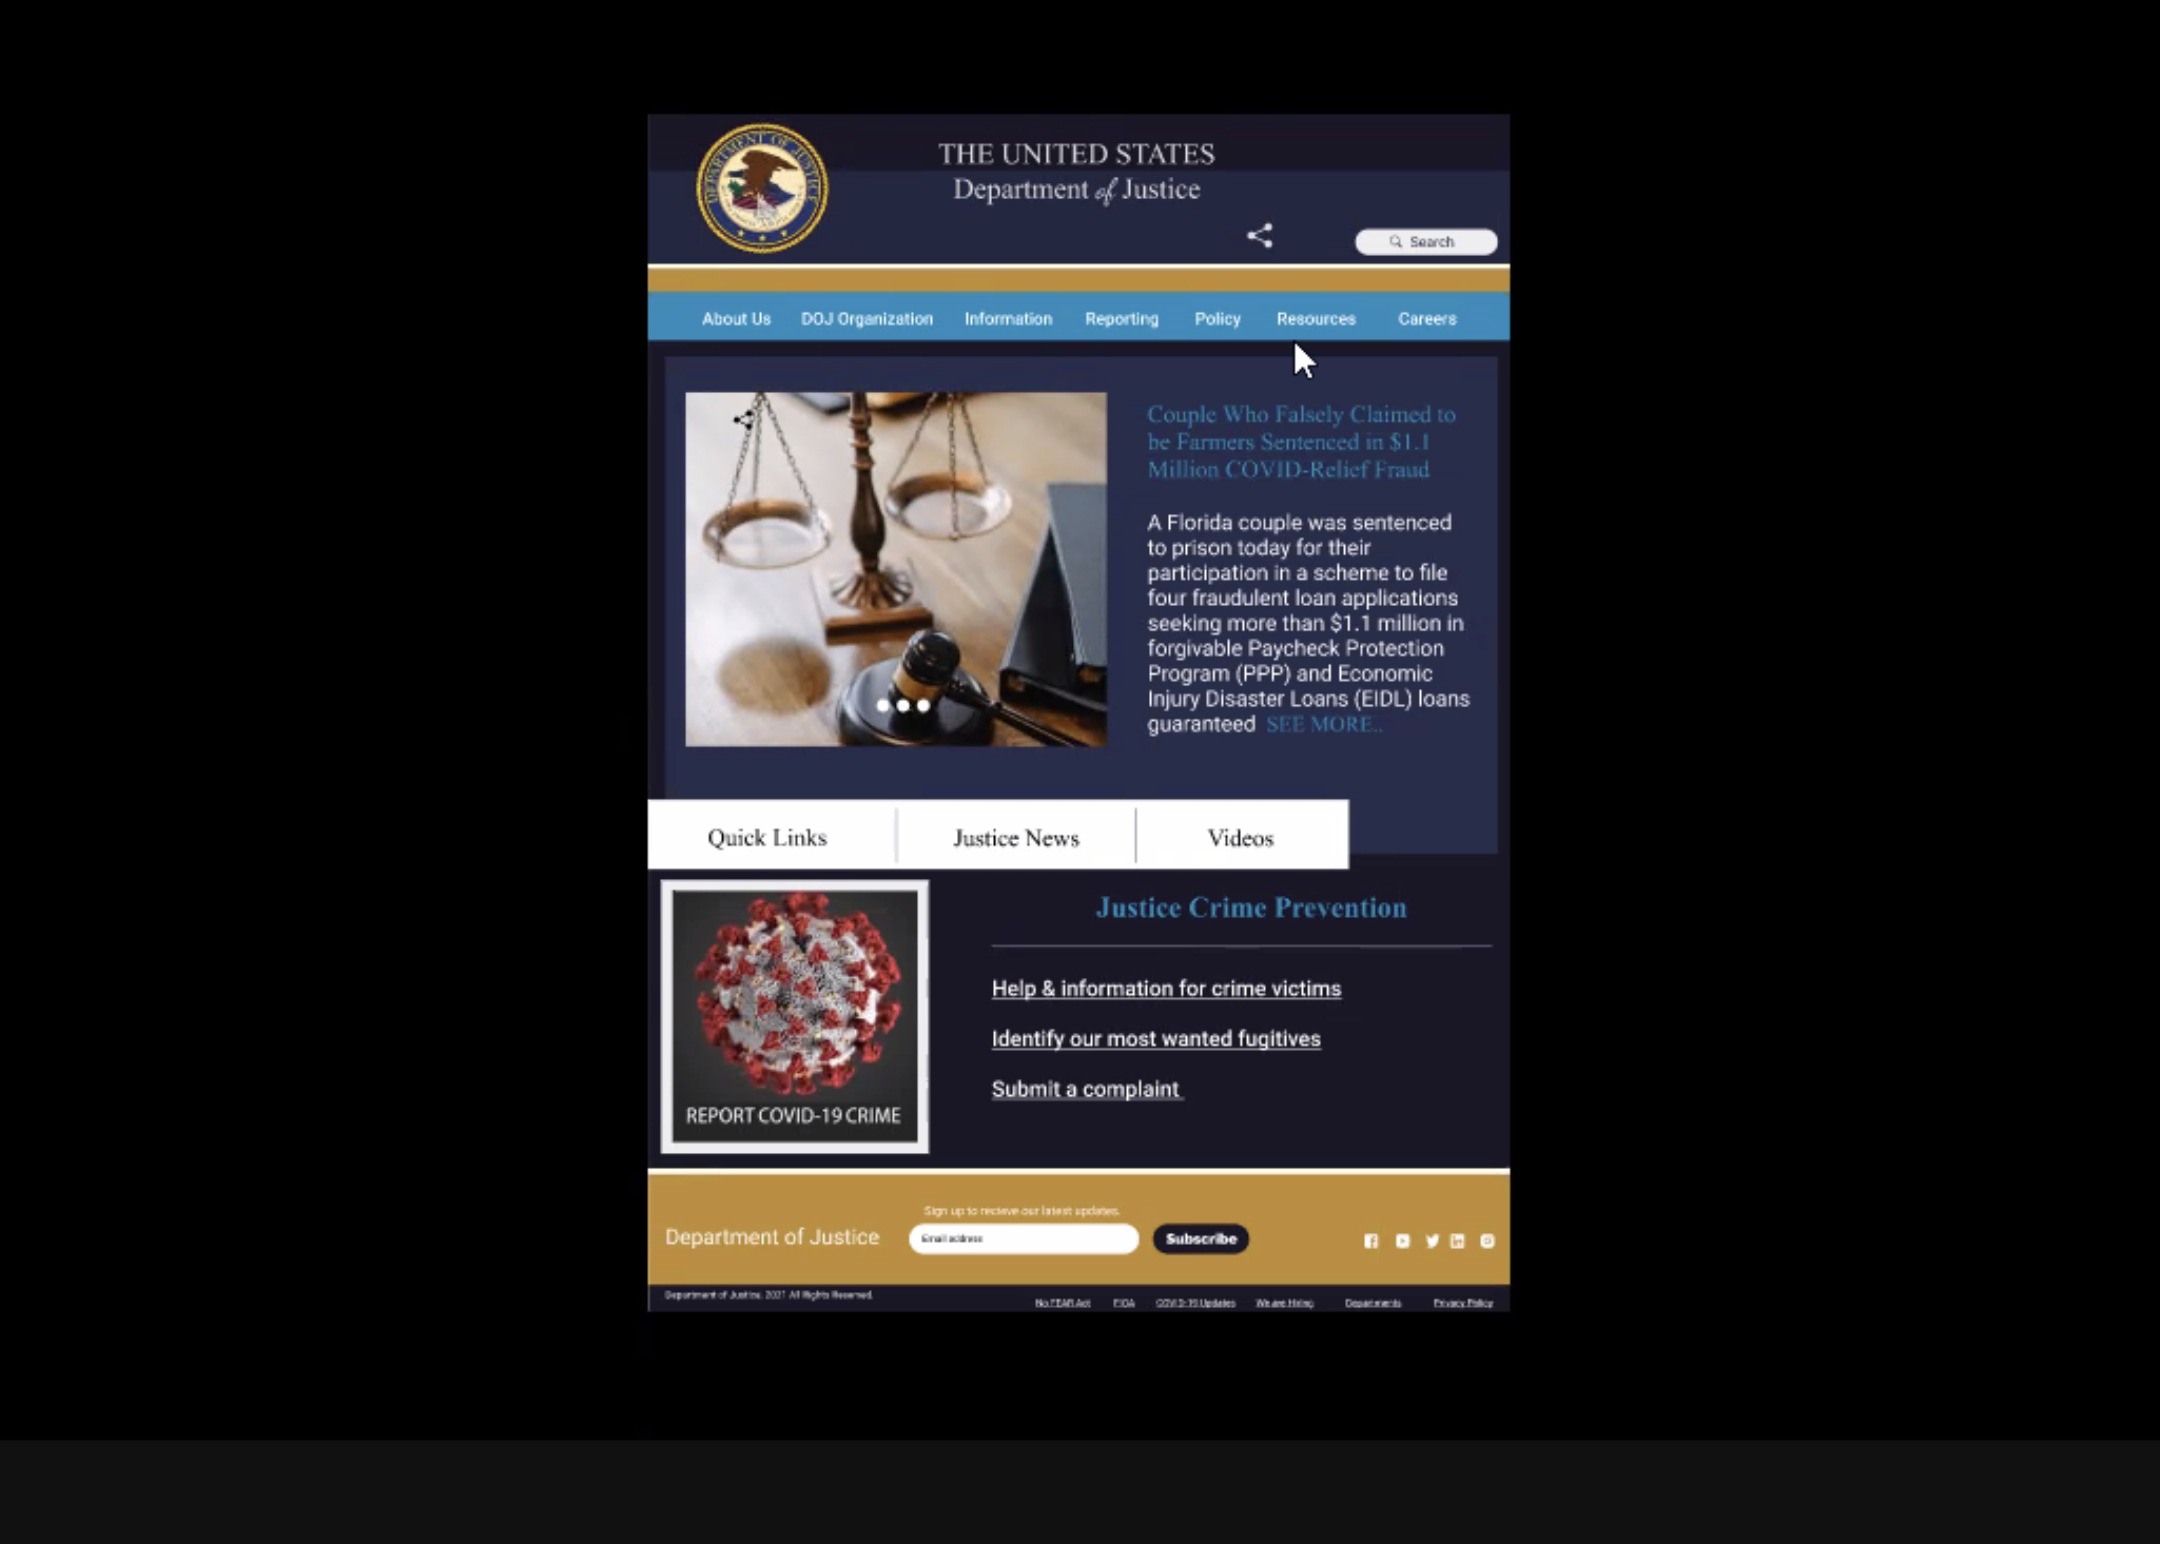 DEPARTMENT OF JUSTICE
THE UNITED STATES
Department of Justice
Search
About Us
DOJ Organization
Information
Reporting
Policy
Resources
Careers
Couple Who Falsely Claimed to
be Farmers Sentenced in $1.1
Million COVID-Relief Fraud
A Florida couple was sentenced
to prison today for their
participation in a scheme to file
four fraudulent loan applications
seeking more than $1.1 million in
forgivable Paycheck Protection
Program (PPP) and Economic
Injury Disaster Loans (EIDL) loans
guaranteed SEE MORE..
Quick Links
Justice News
Videos
REPORT COVID-19 CRIME
Justice Crime Prevention
Help & information for crime victims
Identify our most wanted fugitives
Submit a complaint
Department of Justice
Sign up to recieve our latest updates.
Email address
Subscribe
Department of Justice. 2021 All Rights Reserved.
No FEAR Act
FIOA
COVID-19 Updates
We are Hiring
Departments
Privacy Policy